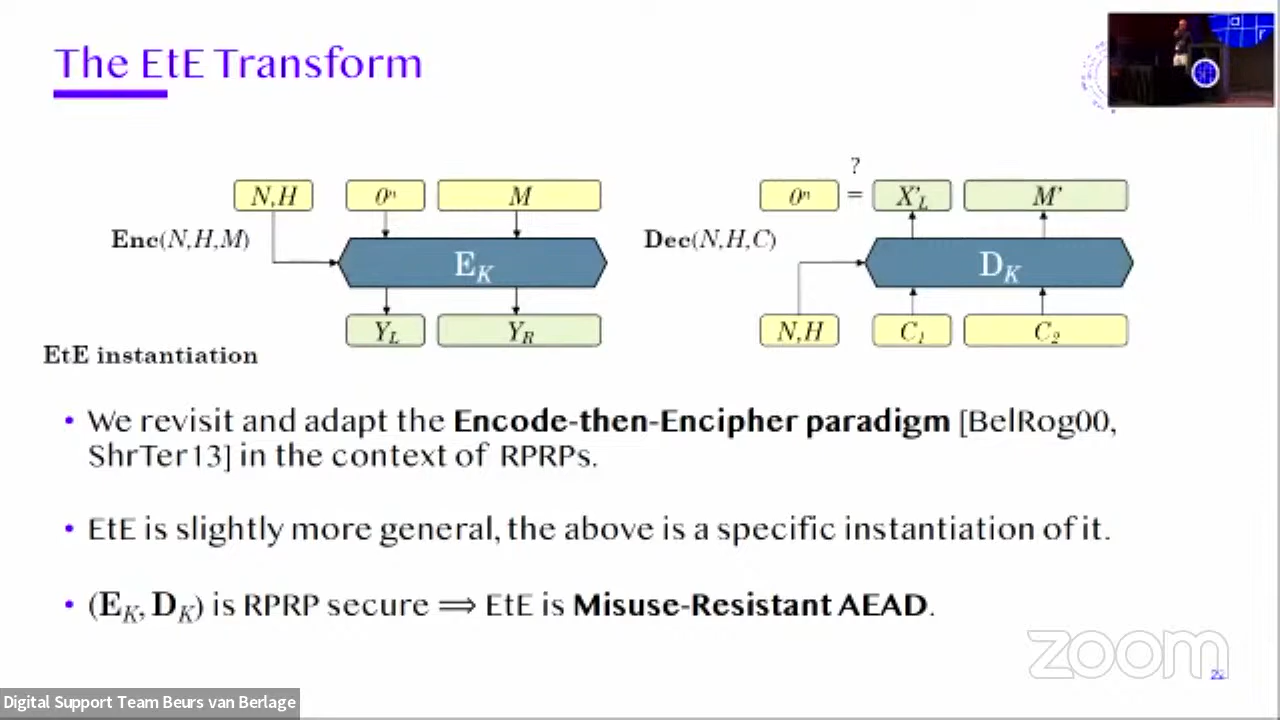 The EtE Transform
?
N,H 0ⁿ M 0ⁿ = X'_L M'
Enc(N,H,M) E_K Dec(N,H,C) D_K
Y_L Y_R N,H C₁ C₂
EtE instantiation
• We revisit and adapt the Encode-then-Encipher paradigm [BelRog00,
ShrTer13] in the context of RPRPs.
• EtE is slightly more general, the above is a specific instantiation of it.
• (E_K, D_K) is RPRP secure ⟹ EtE is Misuse-Resistant AEAD.
zoom
Digital Support Team Beurs van Berlage